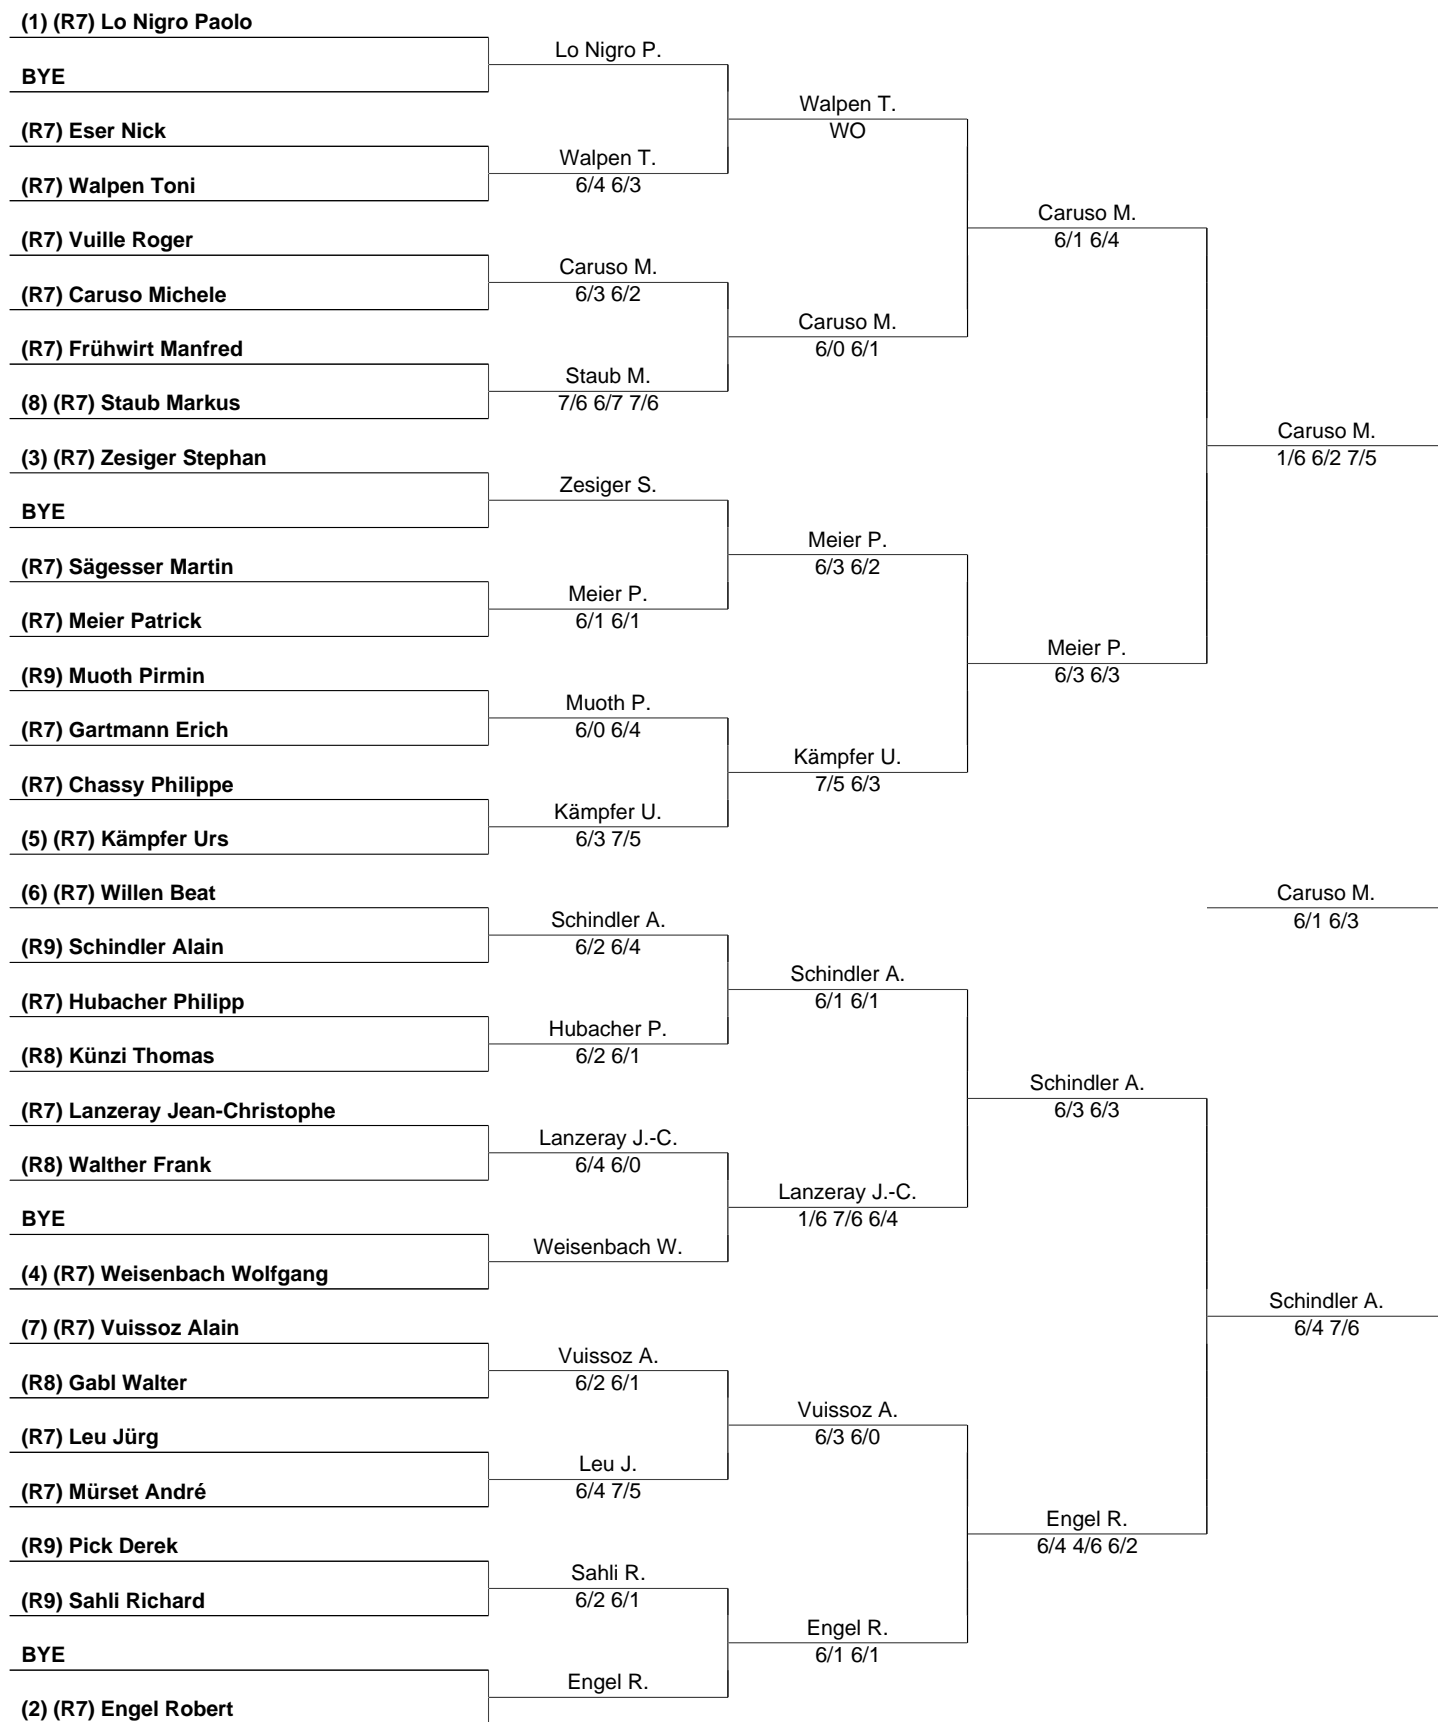 (1) (R7) Lo Nigro Paolo
BYE
(R7) Eser Nick
(R7) Walpen Toni
(R7) Vuille Roger
(R7) Caruso Michele
(R7) Frühwirt Manfred
(8) (R7) Staub Markus
(3) (R7) Zesiger Stephan
BYE
(R7) Sägesser Martin
(R7) Meier Patrick
(R9) Muoth Pirmin
(R7) Gartmann Erich
(R7) Chassy Philippe
(5) (R7) Kämpfer Urs
(6) (R7) Willen Beat
(R9) Schindler Alain
(R7) Hubacher Philipp
(R8) Künzi Thomas
(R7) Lanzeray Jean-Christophe
(R8) Walther Frank
BYE
(4) (R7) Weisenbach Wolfgang
(7) (R7) Vuissoz Alain
(R8) Gabl Walter
(R7) Leu Jürg
(R7) Mürset André
(R9) Pick Derek
(R9) Sahli Richard
BYE
(2) (R7) Engel Robert
Lo Nigro P.
Walpen T.
6/4 6/3
Caruso M.
6/3 6/2
Staub M.
7/6 6/7 7/6
Zesiger S.
Meier P.
6/1 6/1
Muoth P.
6/0 6/4
Kämpfer U.
6/3 7/5
Schindler A.
6/2 6/4
Hubacher P.
6/2 6/1
Lanzeray J.-C.
6/4 6/0
Weisenbach W.
Vuissoz A.
6/2 6/1
Leu J.
6/4 7/5
Sahli R.
6/2 6/1
Engel R.
Walpen T.
WO
Caruso M.
6/0 6/1
Meier P.
6/3 6/2
Kämpfer U.
7/5 6/3
Schindler A.
6/1 6/1
Lanzeray J.-C.
1/6 7/6 6/4
Vuissoz A.
6/3 6/0
Engel R.
6/1 6/1
Caruso M.
6/1 6/4
Meier P.
6/3 6/3
Schindler A.
6/3 6/3
Engel R.
6/4 4/6 6/2
Caruso M.
1/6 6/2 7/5
Caruso M.
6/1 6/3
Schindler A.
6/4 7/6